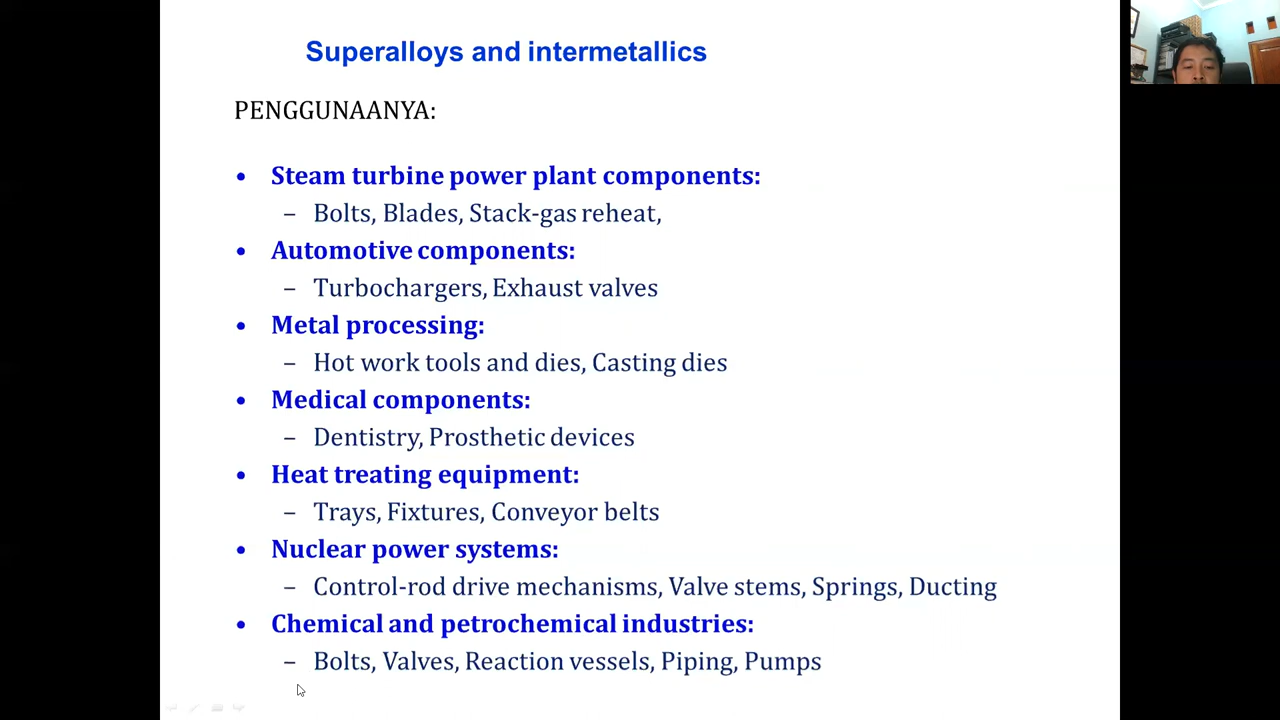 Superalloys and intermetallics
PENGGUNAANYA:
• Steam turbine power plant components:
– Bolts, Blades, Stack-gas reheat,
• Automotive components:
– Turbochargers, Exhaust valves
• Metal processing:
– Hot work tools and dies, Casting dies
• Medical components:
– Dentistry, Prosthetic devices
• Heat treating equipment:
– Trays, Fixtures, Conveyor belts
• Nuclear power systems:
– Control-rod drive mechanisms, Valve stems, Springs, Ducting
• Chemical and petrochemical industries:
– Bolts, Valves, Reaction vessels, Piping, Pumps